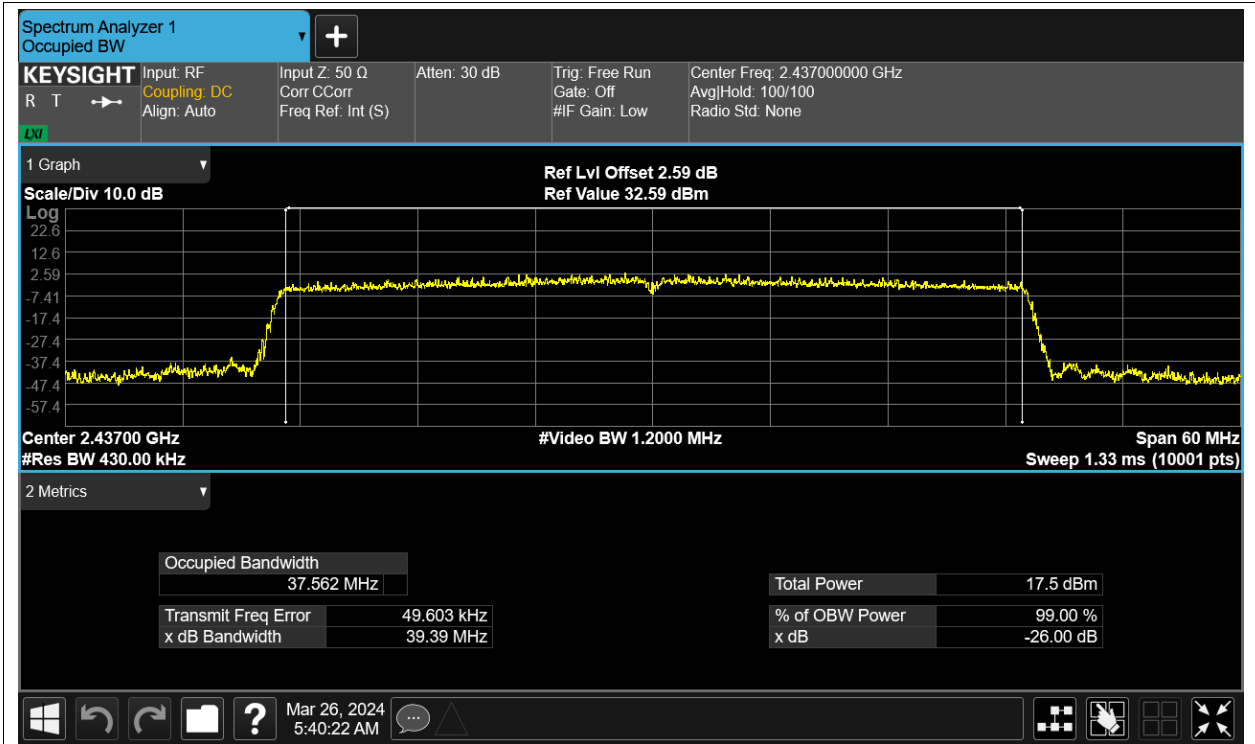 Spectrum Analyzer 1
Occupied BW
KEYSIGHT
R T
LXI
Input: RF
Coupling: DC
Align: Auto
Input Z: 50 Ω
Corr CCorr
Freq Ref: Int (S)
Atten: 30 dB
Trig: Free Run
Gate: Off
#IF Gain: Low
Center Freq: 2.437000000 GHz
Avg|Hold: 100/100
Radio Std: None
1 Graph
Scale/Div 10.0 dB
Ref Lvl Offset 2.59 dB
Ref Value 32.59 dBm
Log
22.6
12.6
2.59
-7.41
-17.4
-27.4
-37.4
-47.4
-57.4
Center 2.43700 GHz
#Video BW 1.2000 MHz
Span 60 MHz
#Res BW 430.00 kHz
Sweep 1.33 ms (10001 pts)
2 Metrics
Occupied Bandwidth
37.562 MHz
Total Power 17.5 dBm
Transmit Freq Error 49.603 kHz
% of OBW Power 99.00 %
x dB Bandwidth 39.39 MHz
x dB -26.00 dB
?
Mar 26, 2024
5:40:22 AM